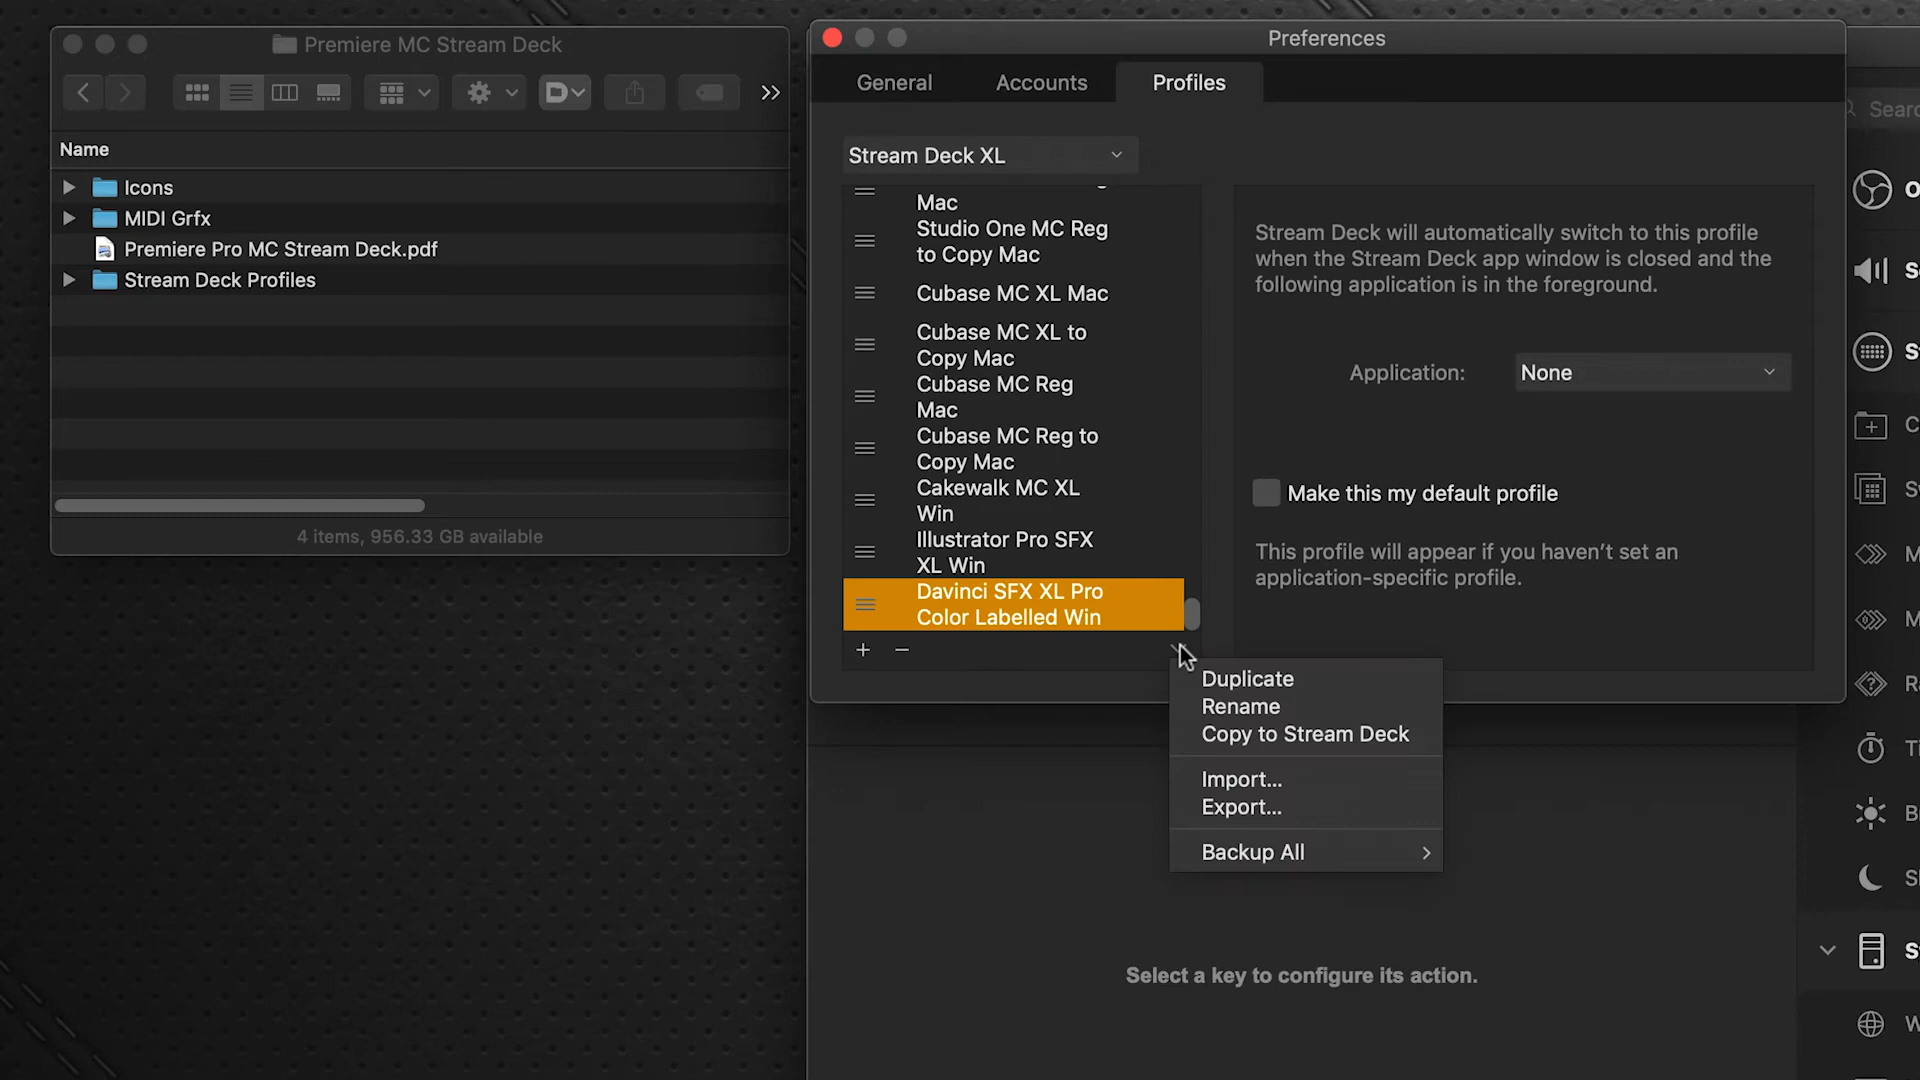 Premiere MC Stream Deck
Name
Icons
MIDI Grfx
Premiere Pro MC Stream Deck.pdf
Stream Deck Profiles
4 items, 956.33 GB available
Preferences
General
Accounts
Profiles
Stream Deck XL
Mac
Studio One MC Reg
to Copy Mac
Cubase MC XL Mac
Cubase MC XL to
Copy Mac
Cubase MC Reg
Mac
Cubase MC Reg to
Copy Mac
Cakewalk MC XL
Win
Illustrator Pro SFX
XL Win
Davinci SFX XL Pro
Color Labelled Win
Stream Deck will automatically switch to this profile
when the Stream Deck app window is closed and the
following application is in the foreground.
Application:
None
Make this my default profile
This profile will appear if you haven't set an
application-specific profile.
Duplicate
Rename
Copy to Stream Deck
Import...
Export...
Backup All
Select a key to configure its action.